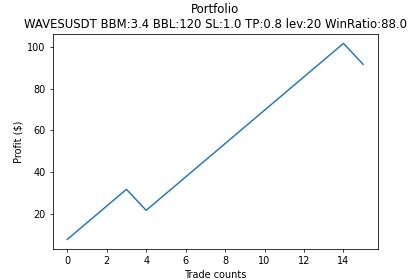 Portfolio
WAVESUSDT BBM:3.4 BBL:120 SL:1.0 TP:0.8 lev:20 WinRatio:88.0
100
80
60
40
20
Profit ($)
0 2 4 6 8 10 12 14
Trade counts